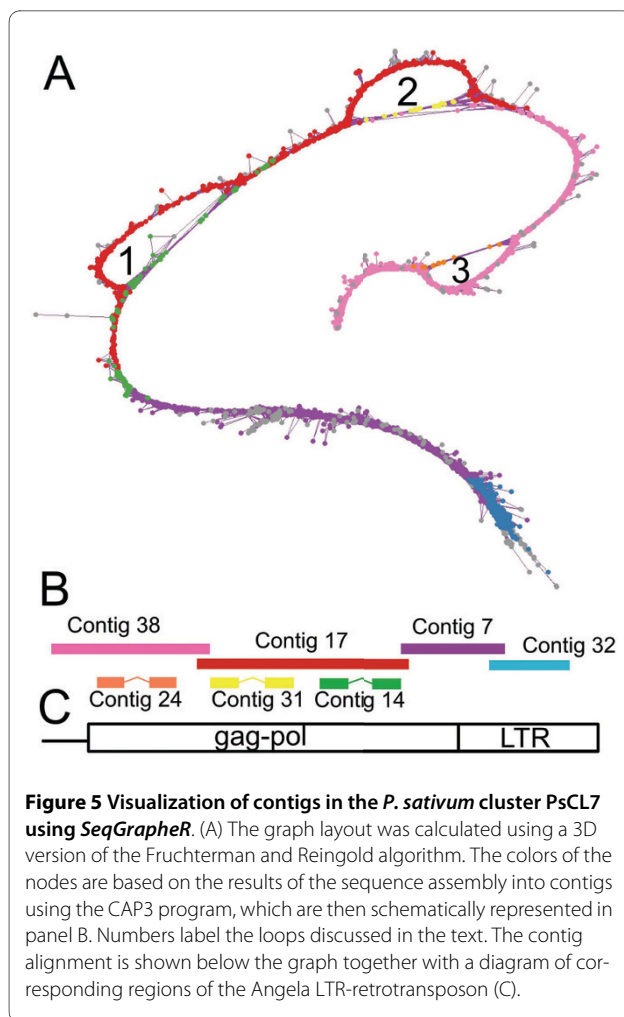 A
2
1
3
B
Contig 38
Contig 17
Contig 7
Contig 32
Contig 24
Contig 31
Contig 14
C
gag-pol
LTR
Figure 5 Visualization of contigs in the P. sativum cluster PsCL7
using SeqGrapheR. (A) The graph layout was calculated using a 3D
version of the Fruchterman and Reingold algorithm. The colors of the
nodes are based on the results of the sequence assembly into contigs
using the CAP3 program, which are then schematically represented in
panel B. Numbers label the loops discussed in the text. The contig
alignment is shown below the graph together with a diagram of cor-
responding regions of the Angela LTR-retrotransposon (C).